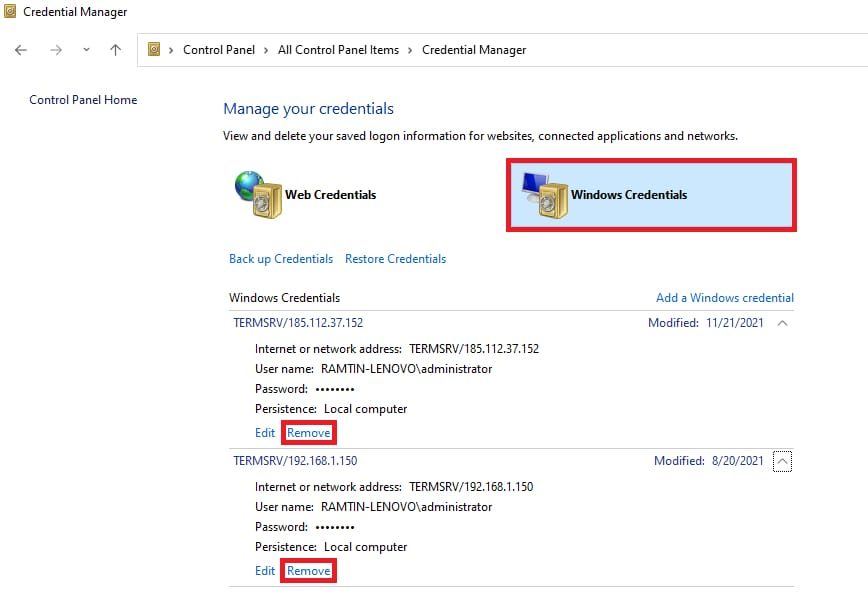 Credential Manager
Control Panel › All Control Panel Items › Credential Manager
Control Panel Home
Manage your credentials
View and delete your saved logon information for websites, connected applications and networks.
Web Credentials
Windows Credentials
Back up Credentials Restore Credentials
Windows Credentials Add a Windows credential
TERMSRV/185.112.37.152 Modified: 11/21/2021
Internet or network address: TERMSRV/185.112.37.152
User name: RAMTIN-LENOVO\administrator
Password: ••••••••
Persistence: Local computer
Edit Remove
TERMSRV/192.168.1.150 Modified: 8/20/2021
Internet or network address: TERMSRV/192.168.1.150
User name: RAMTIN-LENOVO\administrator
Password: ••••••••
Persistence: Local computer
Edit Remove